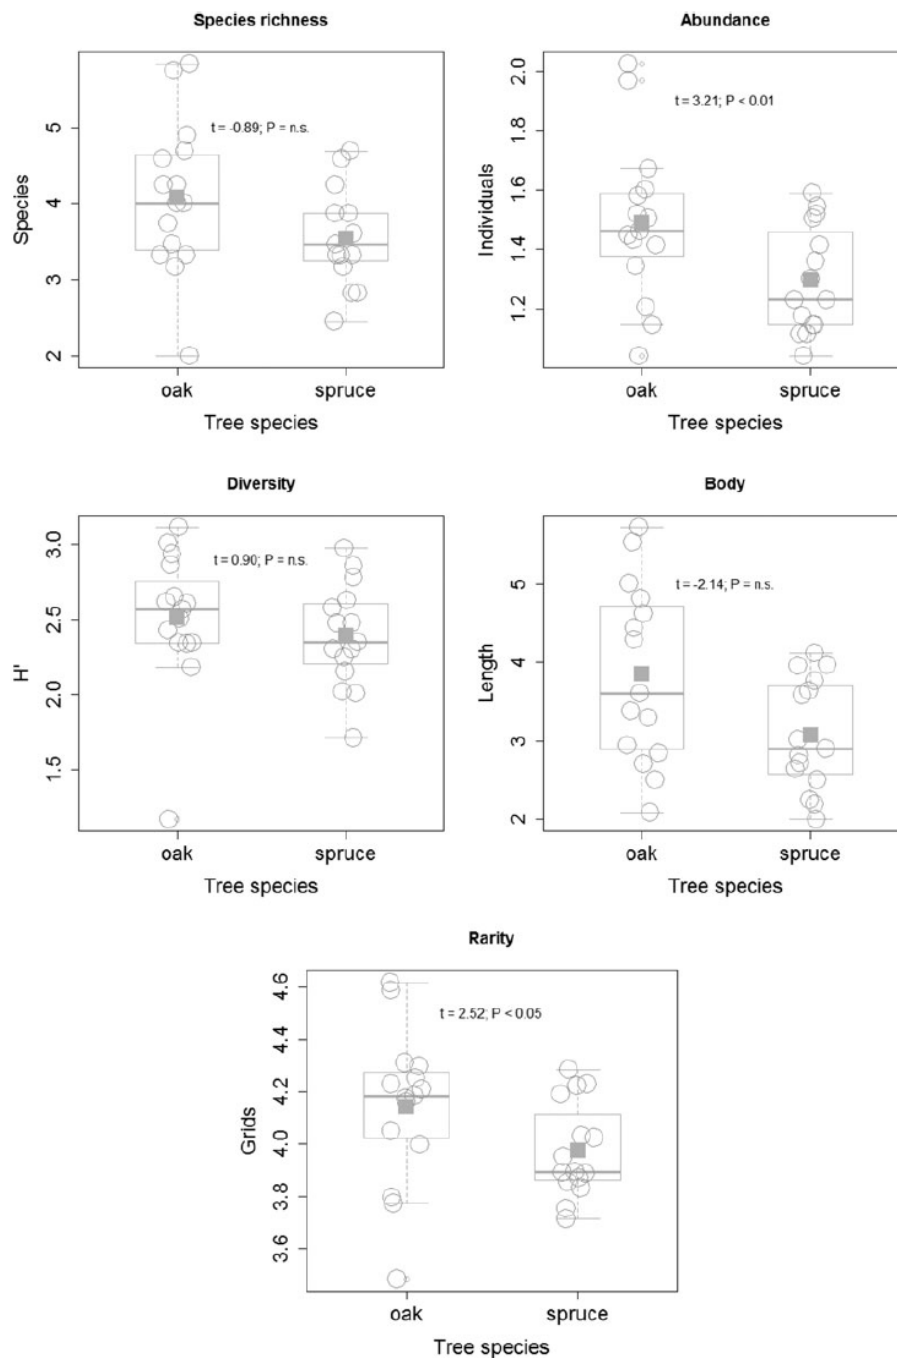 Species richness
Abundance
t = -0.89; P = n.s.
t = 3.21; P < 0.01
Species
Individuals
5
4
3
2
2.0
1.8
1.6
1.4
1.2
oak
spruce
oak
spruce
Tree species
Tree species
Diversity
Body
t = 0.90; P = n.s.
t = -2.14; P = n.s.
H'
Length
3.0
2.5
2.0
1.5
5
4
3
2
oak
spruce
oak
spruce
Tree species
Tree species
Rarity
t = 2.52; P < 0.05
Grids
4.6
4.4
4.2
4.0
3.8
3.6
oak
spruce
Tree species